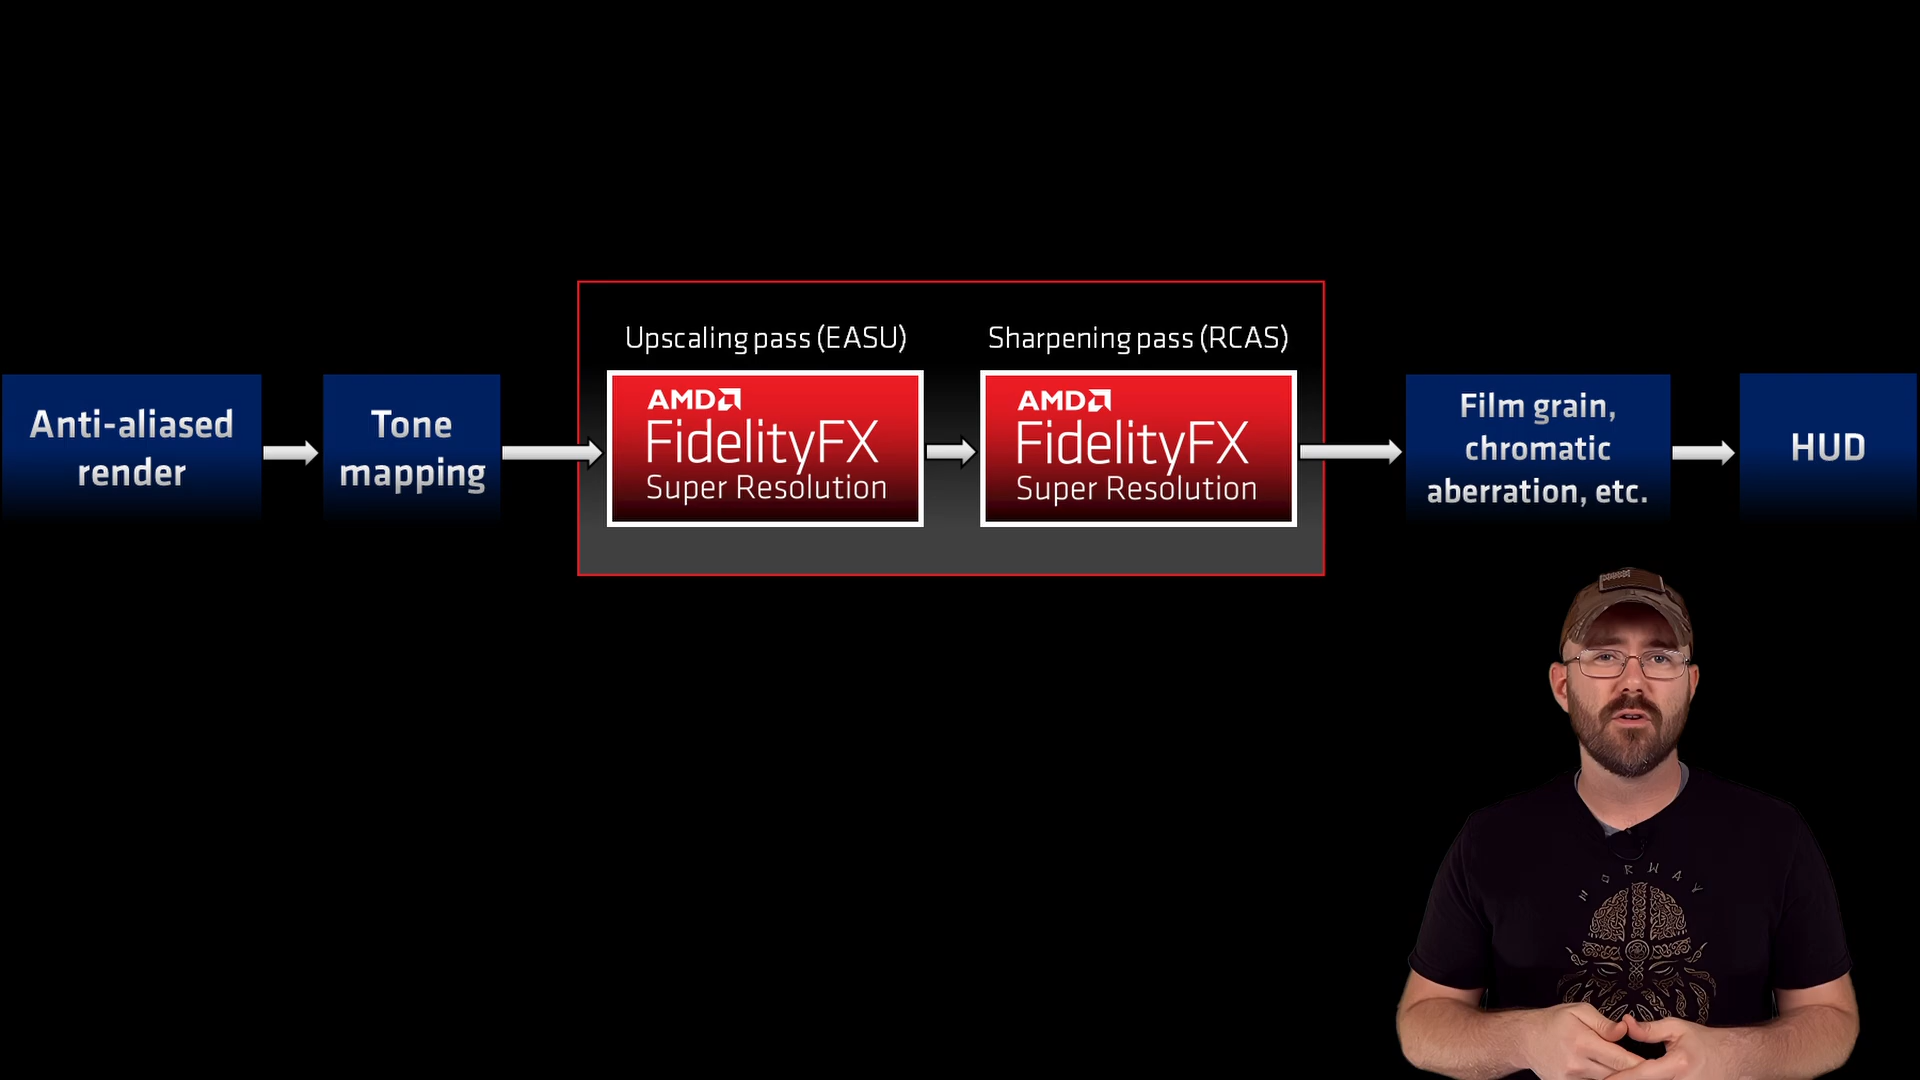 Upscaling pass (EASU)
Sharpening pass (RCAS)
Anti-aliased
render
Tone
mapping
AMD
FidelityFX
Super Resolution
AMD
FidelityFX
Super Resolution
Film grain,
chromatic
aberration, etc.
HUD
NORWAY